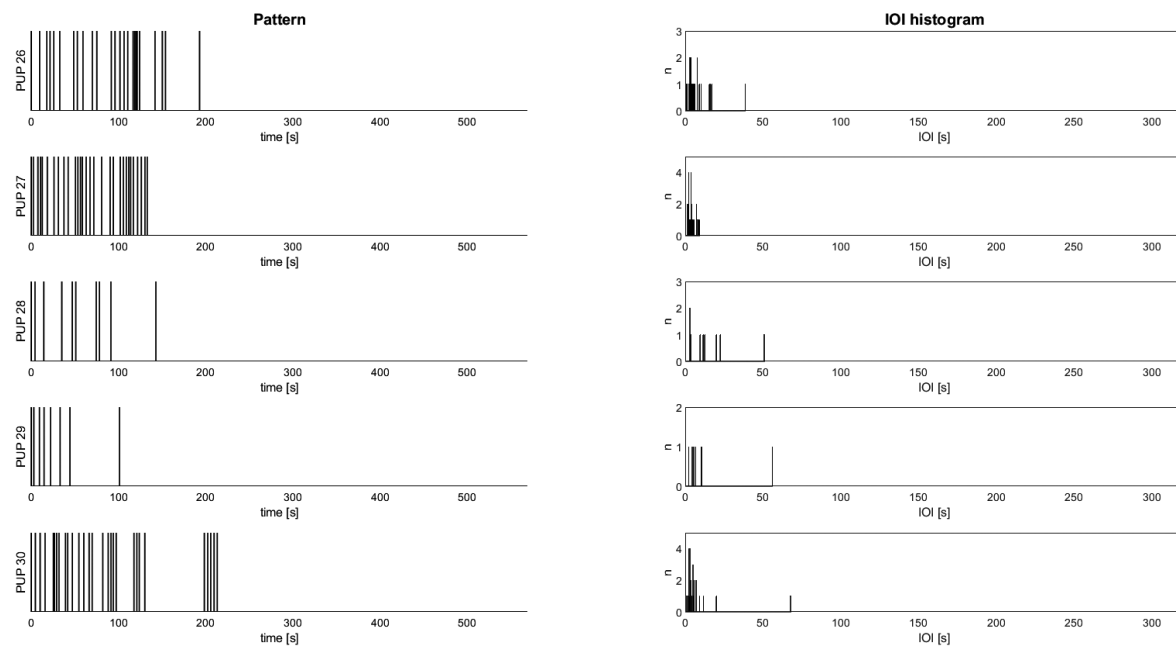 Pattern
IOI histogram
PUP 26
0 100 200 300 400 500
time [s]
n
3
2
1
0
0 50 100 150 200 250 300
IOI [s]
PUP 27
0 100 200 300 400 500
time [s]
n
4
2
0
0 50 100 150 200 250 300
IOI [s]
PUP 28
0 100 200 300 400 500
time [s]
n
3
2
1
0
0 50 100 150 200 250 300
IOI [s]
PUP 29
0 100 200 300 400 500
time [s]
n
2
1
0
0 50 100 150 200 250 300
IOI [s]
PUP 30
0 100 200 300 400 500
time [s]
n
4
2
0
0 50 100 150 200 250 300
IOI [s]